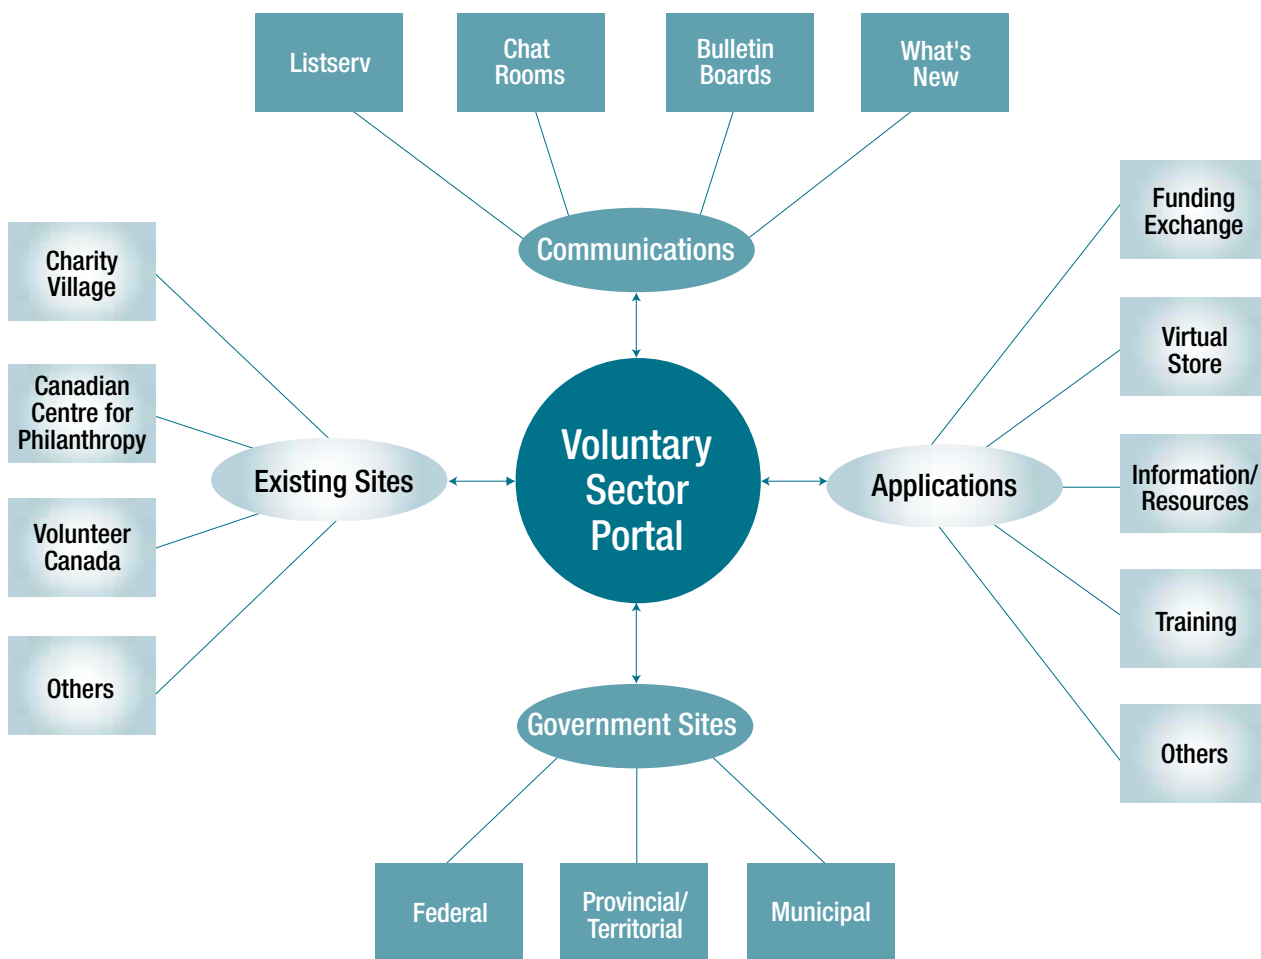 Listserv
Chat
Rooms
Bulletin
Boards
What's
New
Communications
Charity
Village
Canadian
Centre for
Philanthropy
Volunteer
Canada
Others
Existing Sites
Voluntary
Sector
Portal
Applications
Funding
Exchange
Virtual
Store
Information/
Resources
Training
Others
Government Sites
Federal
Provincial/
Territorial
Municipal